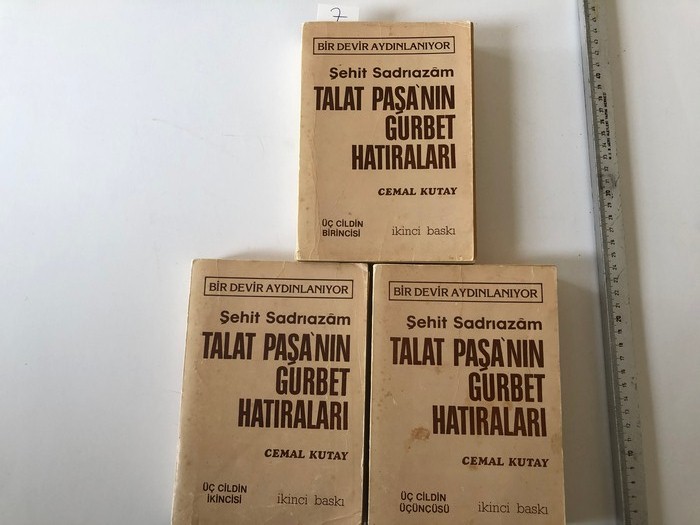 7
BİR DEVİR AYDINLANIYOR
Şehit Sadrıazâm
TALAT PAŞA'NIN
GURBET
HATIRALARI
CEMAL KUTAY
ÜÇ CİLDİN
BİRİNCİSİ
ikinci baskı
BİR DEVİR AYDINLANIYOR
Şehit Sadrıazâm
TALAT PAŞA'NIN
GURBET
HATIRALARI
CEMAL KUTAY
ÜÇ CİLDİN
İKİNCİSİ
ikinci baskı
BİR DEVİR AYDINLANIYOR
Şehit Sadrıazâm
TALAT PAŞA'NIN
GURBET
HATIRALARI
CEMAL KUTAY
ÜÇ CİLDİN
ÜÇÜNCÜSÜ
ikinci baskı